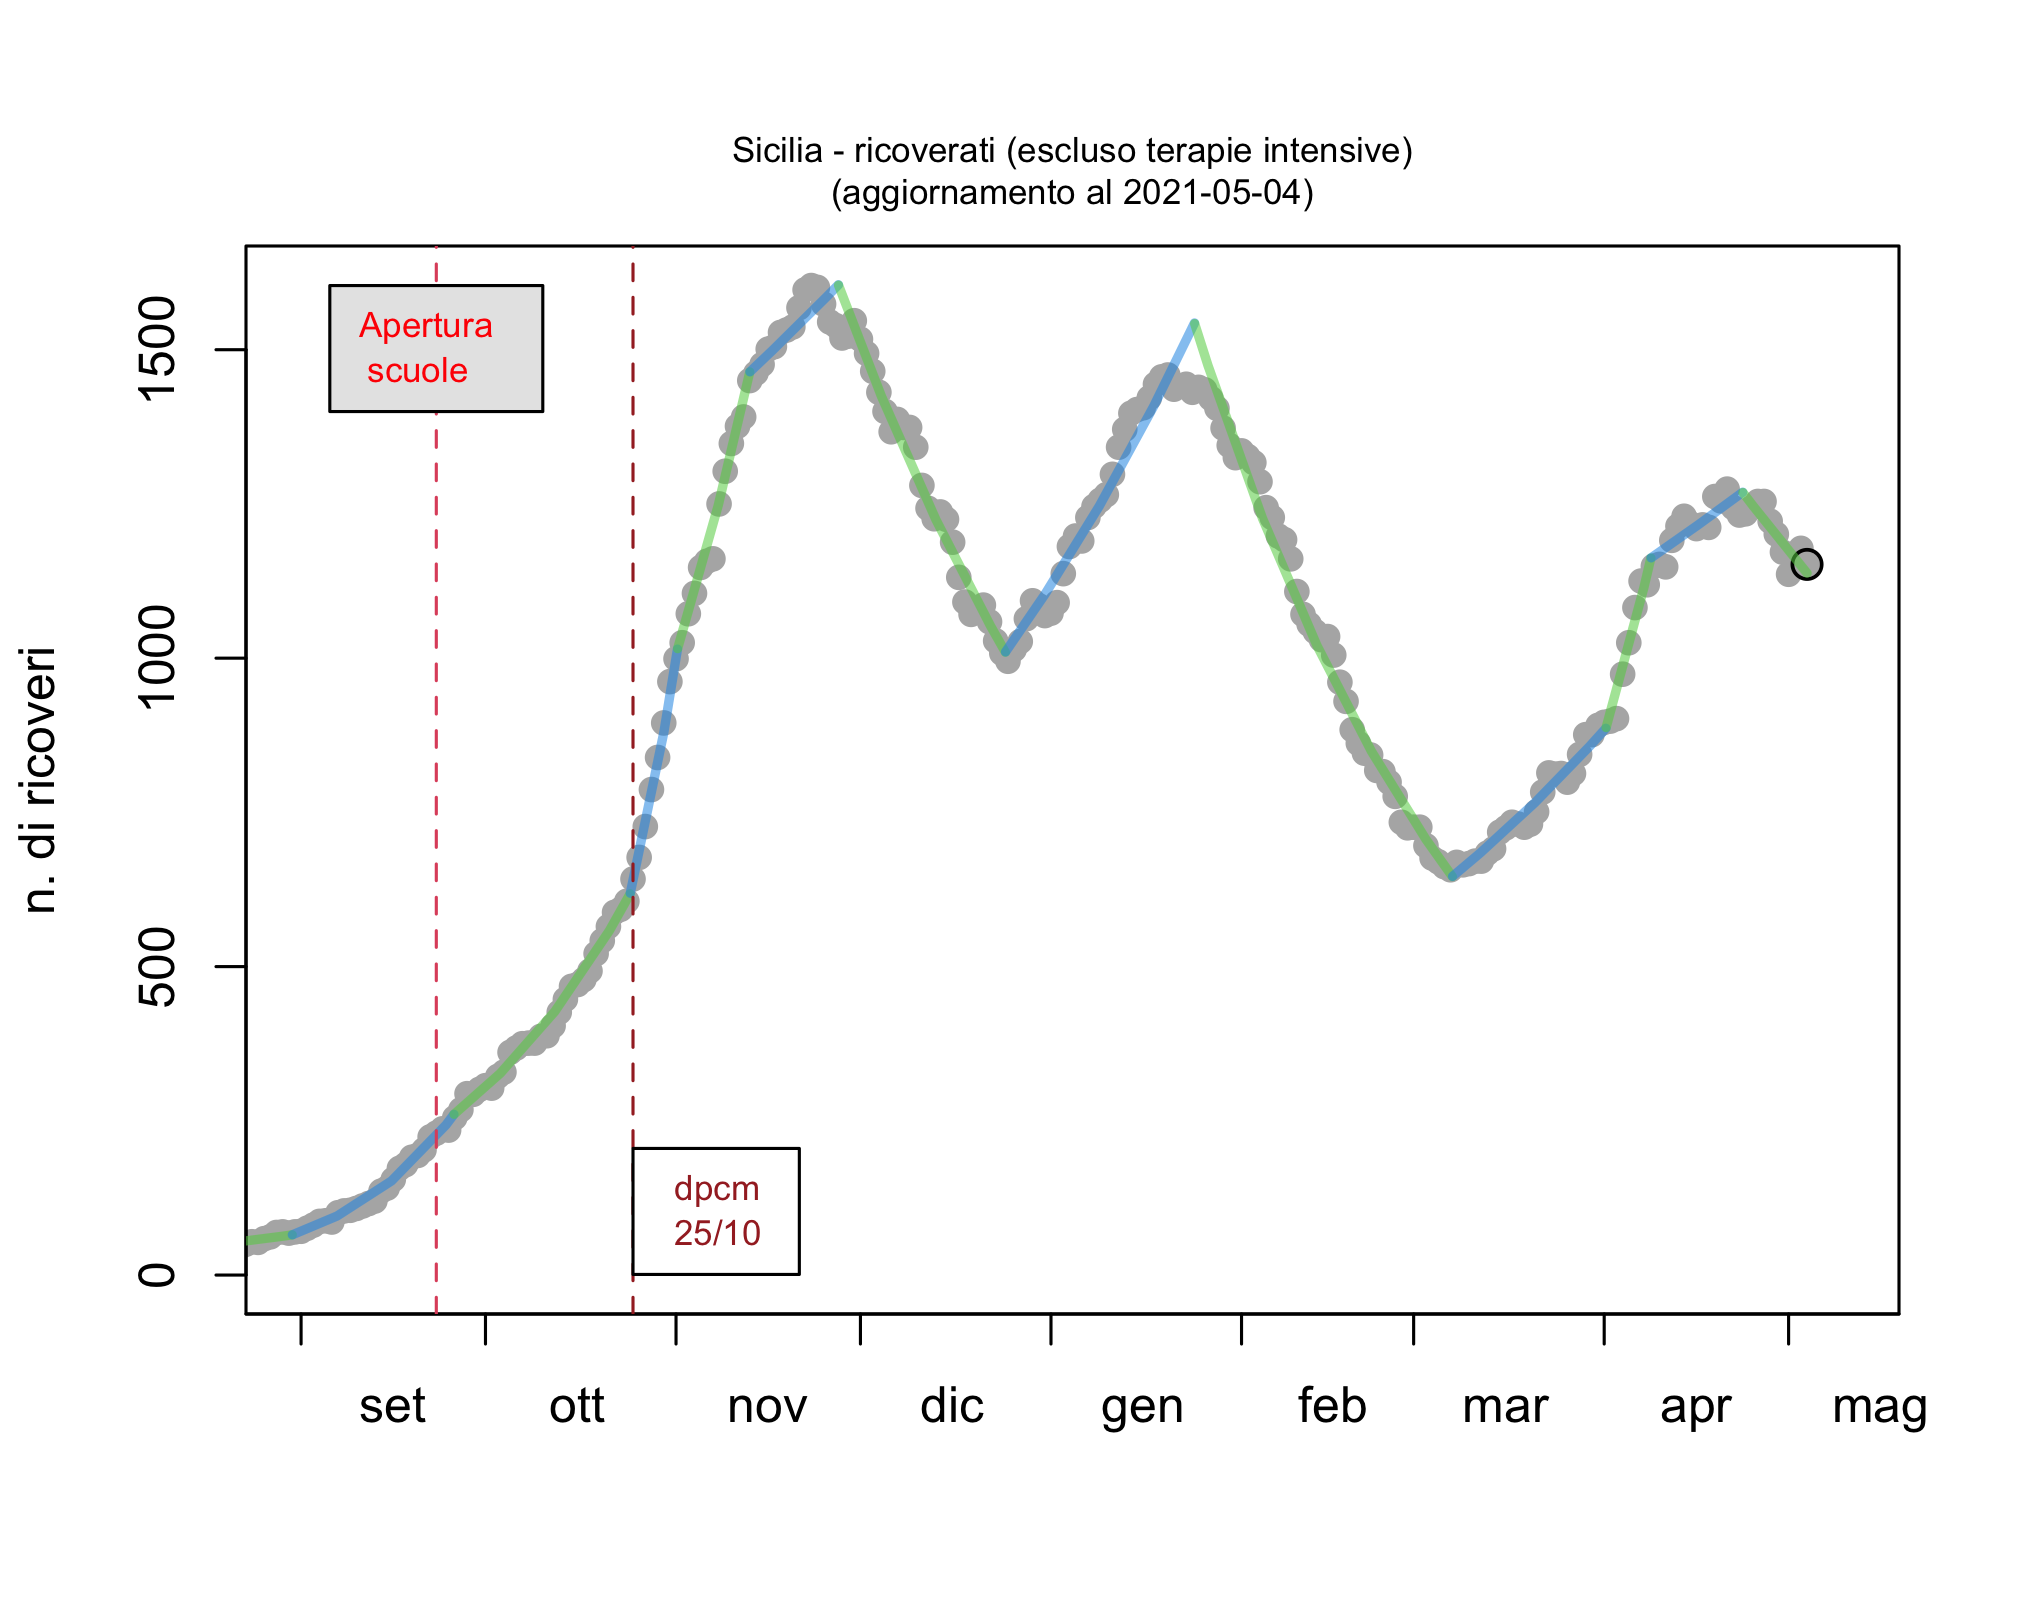 Sicilia - ricoverati (escluso terapie intensive)
(aggiornamento al 2021-05-04)
n. di ricoveri
1500
1000
500
0
Apertura
scuole
dpcm
25/10
set ott nov dic gen feb mar apr mag